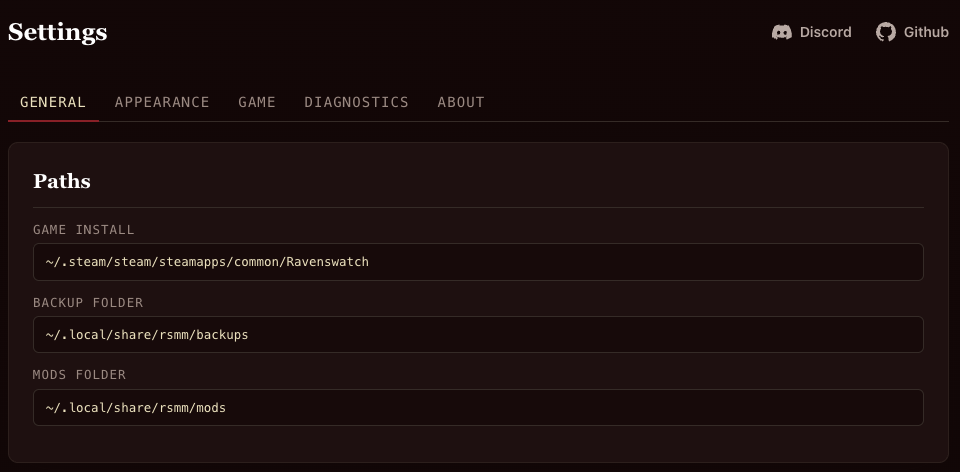 Settings
Discord
Github
GENERAL APPEARANCE GAME DIAGNOSTICS ABOUT
Paths
GAME INSTALL
~/.steam/steam/steamapps/common/Ravenswatch
BACKUP FOLDER
~/.local/share/rsmm/backups
MODS FOLDER
~/.local/share/rsmm/mods